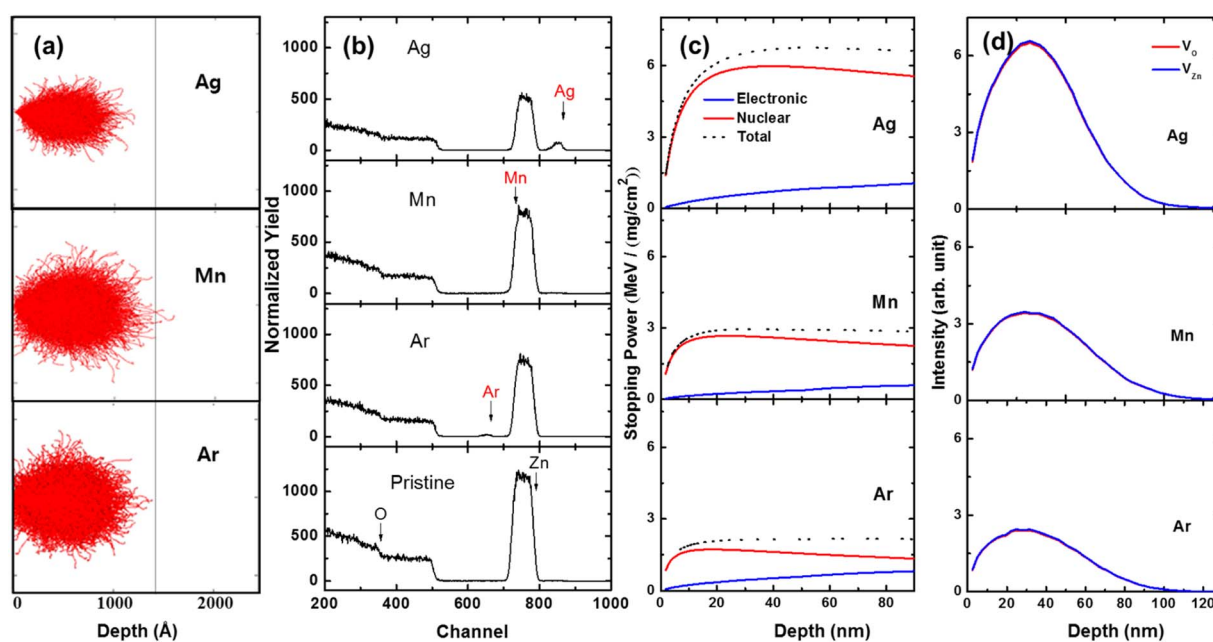 (a)
Ag
Mn
Ar
0
1000
2000
Depth (Å)
(b)
Normalized Yield
1000
500
0
Ag
Ag
1000
500
0
Mn
Mn
1000
500
0
Ar
Ar
1000
500
0
Pristine
Zn
O
200
400
600
800
1000
Channel
(c)
Stopping Power (MeV / (mg/cm²))
6
3
0
Electronic
Nuclear
Total
Ag
6
3
0
Mn
6
3
0
Ar
0
20
40
60
80
Depth (nm)
(d)
Intensity (arb. unit)
V_O
V_Zn
6
3
0
Ag
6
3
0
Mn
6
3
0
Ar
0
20
40
60
80
100
120
Depth (nm)